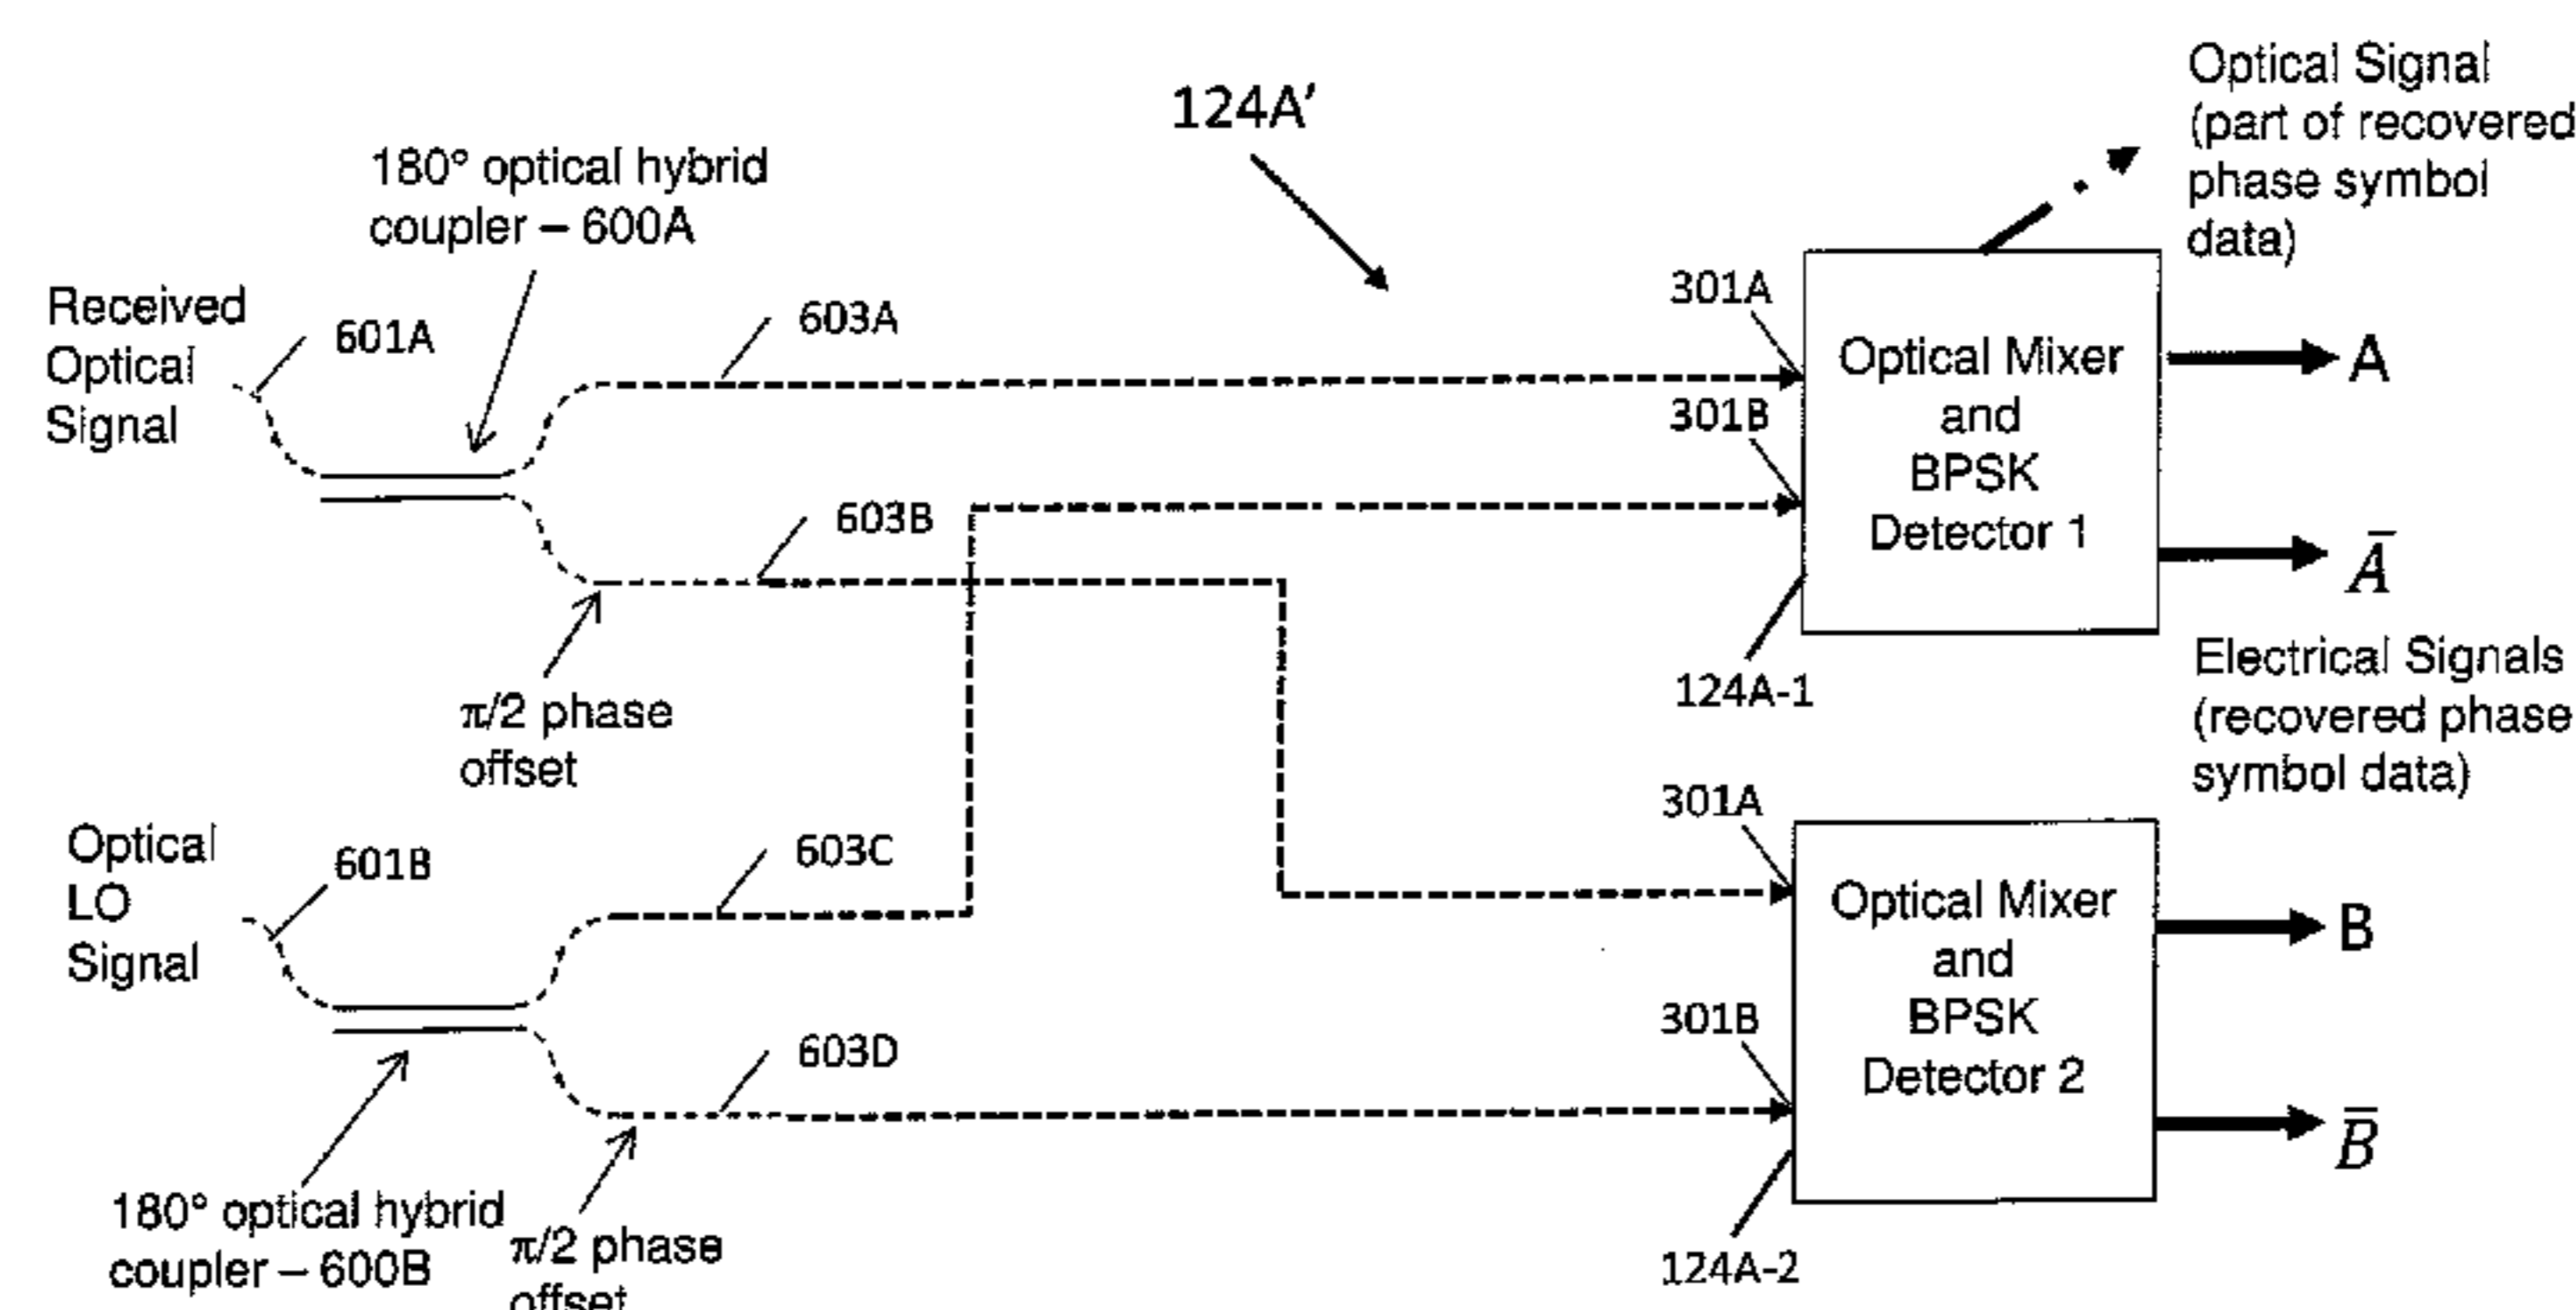 Optical Signal
(part of recovered
phase symbol
data)
124A'
180° optical hybrid
coupler – 600A
Received
Optical
Signal
601A
603A
301A
301B
Optical Mixer
and
BPSK
Detector 1
A
Ā
603B
π/2 phase
offset
124A-1
Electrical Signals
(recovered phase
symbol data)
Optical
LO
Signal
601B
603C
603D
301A
301B
Optical Mixer
and
BPSK
Detector 2
B
B̅
180° optical hybrid
coupler – 600B
π/2 phase
offset
124A-2